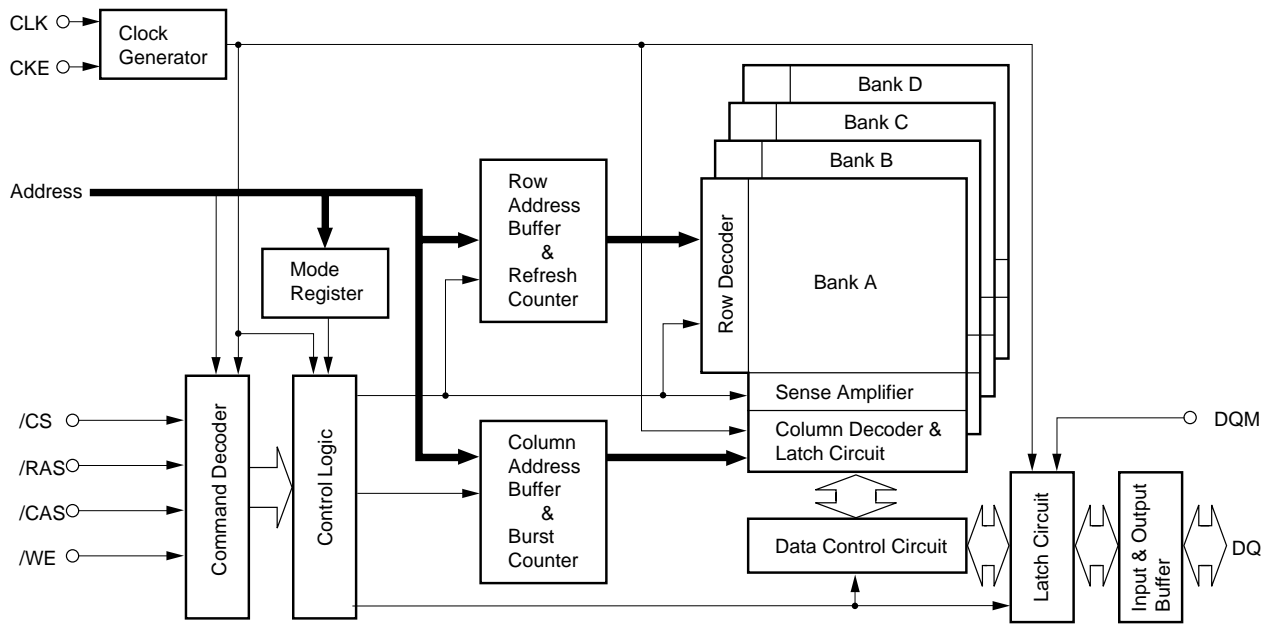 CLK
CKE
Clock
Generator
Bank D
Bank C
Bank B
Bank A
Address
Mode
Register
Row
Address
Buffer
&
Refresh
Counter
Row Decoder
Sense Amplifier
Column Decoder &
Latch Circuit
/CS
/RAS
/CAS
/WE
Command Decoder
Control Logic
Column
Address
Buffer
&
Burst
Counter
Data Control Circuit
Latch Circuit
Input & Output
Buffer
DQM
DQ